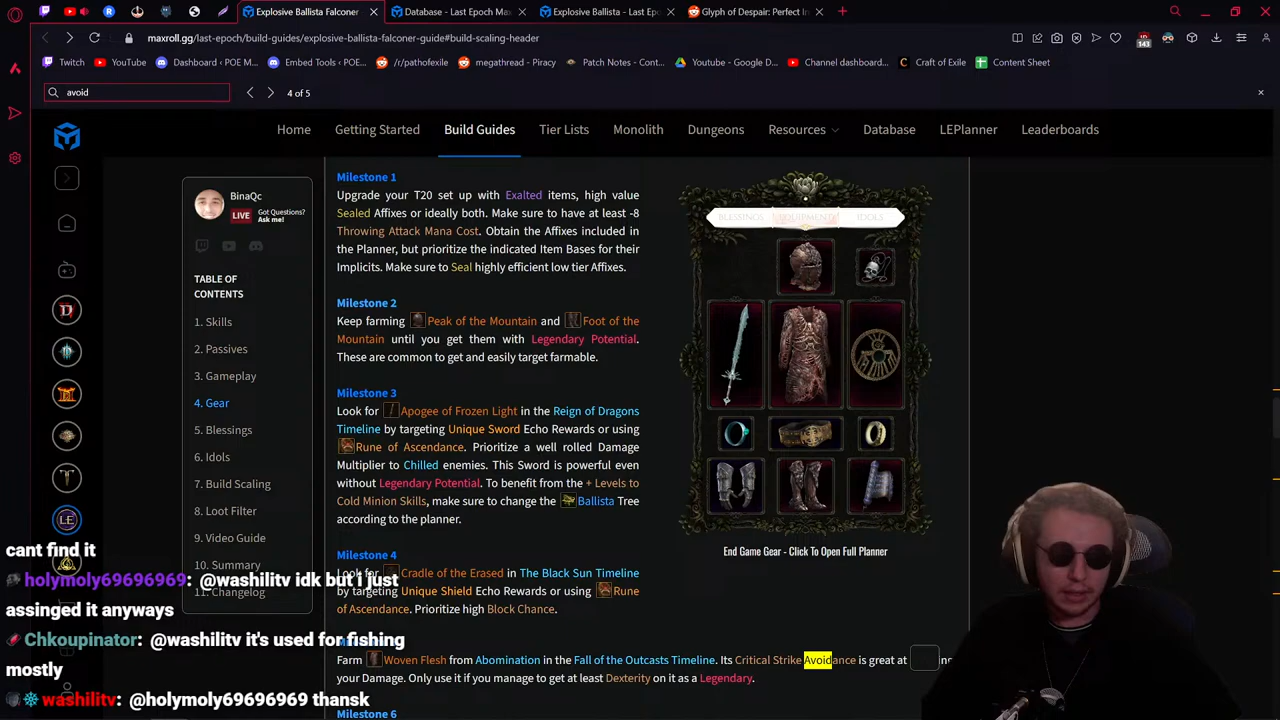 Explosive Ballista Falconer
Database - Last Epoch Max
Explosive Ballista - Last Ep
Glyph of Despair: Perfect In
maxroll.gg/last-epoch/build-guides/explosive-ballista-falconer-guide#build-scaling-header
143
Twitch
YouTube
Dashboard ‹ POE M...
Embed Tools ‹ POE...
/r/pathofexile
megathread - Piracy
Patch Notes - Cont...
Youtube - Google D...
Channel dashboard...
Craft of Exile
Content Sheet
avoid
4 of 5
Home
Getting Started
Build Guides
Tier Lists
Monolith
Dungeons
Resources
Database
LEPlanner
Leaderboards
BinaQc
LIVE
Got Questions?
Ask me!
TABLE OF
CONTENTS
1. Skills
2. Passives
3. Gameplay
4. Gear
5. Blessings
6. Idols
7. Build Scaling
8. Loot Filter
9. Video Guide
10. Summary
11. Changelog
Milestone 1
Upgrade your T20 set up with Exalted items, high value
Sealed Affixes or ideally both. Make sure to have at least -8
Throwing Attack Mana Cost. Obtain the Affixes included in
the Planner, but prioritize the indicated Item Bases for their
Implicits. Make sure to Seal highly efficient low tier Affixes.
Milestone 2
Keep farming Peak of the Mountain and Foot of the
Mountain until you get them with Legendary Potential.
These are common to get and easily target farmable.
Milestone 3
Look for Apogee of Frozen Light in the Reign of Dragons
Timeline by targeting Unique Sword Echo Rewards or using
Rune of Ascendance. Prioritize a well rolled Damage
Multiplier to Chilled enemies. This Sword is powerful even
without Legendary Potential. To benefit from the + Levels to
Cold Minion Skills, make sure to change the Ballista Tree
according to the planner.
Milestone 4
Look for Cradle of the Erased in The Black Sun Timeline
by targeting Unique Shield Echo Rewards or using Rune
of Ascendance. Prioritize high Block Chance.
Farm Woven Flesh from Abomination in the Fall of the Outcasts Timeline. Its Critical Strike Avoidance is great at
your Damage. Only use it if you manage to get at least Dexterity on it as a Legendary.
Milestone 6
BLESSINGS
EQUIPMENT
IDOLS
End Game Gear - Click To Open Full Planner
cant find it
holymoly69696969: @washilitv idk but i just
assinged it anyways
Chkoupinator: @washilitv it's used for fishing
mostly
washilitv: @holymoly69696969 thansk